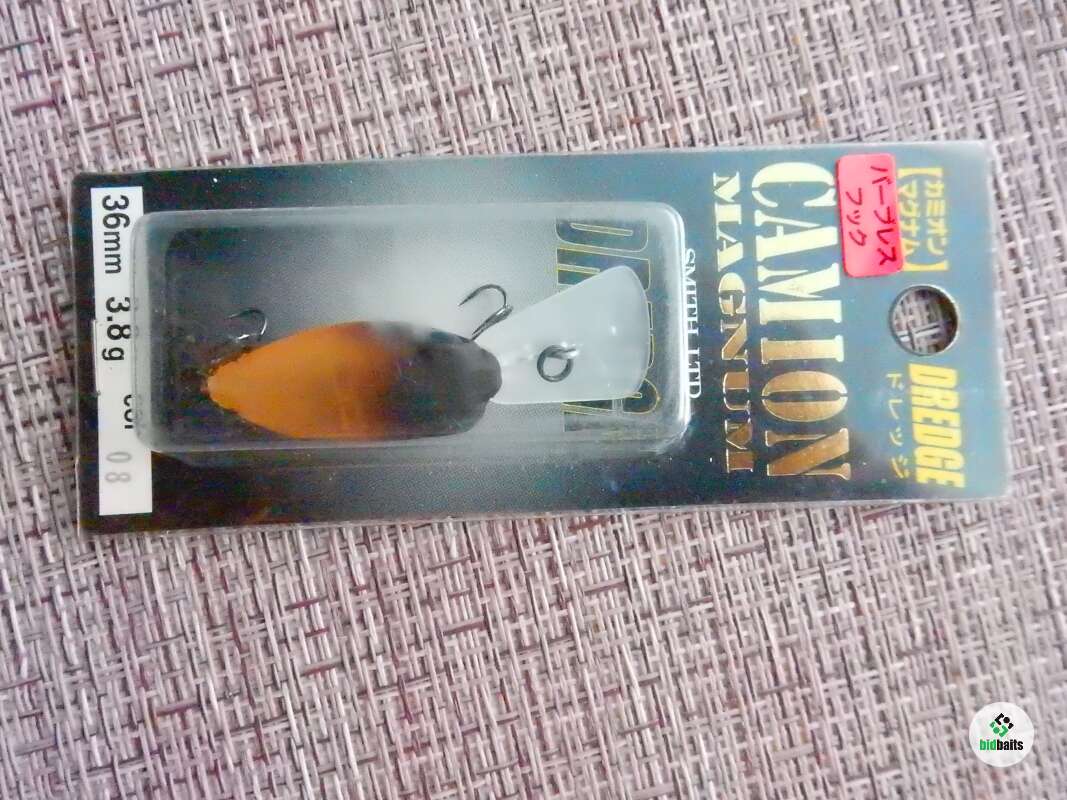 DREDGE
ドレッジ
【カミオン
マグナム】
バーブレス
フック
CAMION
MAGNUM
SMITH LTD
36mm 3.8g
08
bidbaits